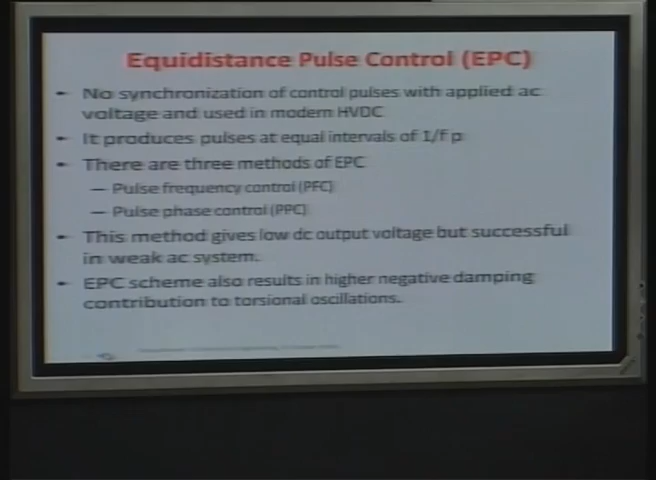 Equidistance Pulse Control (EPC)
No synchronization of control pulses with applied ac
voltage and used in modern HVDC
It produces pulses at equal intervals of 1/f p
There are three methods of EPC
— Pulse frequency control (PFC)
— Pulse phase control (PPC)
This method gives low dc output voltage but successful
in weak ac system.
EPC scheme also results in higher negative damping
contribution to torsional oscillations.